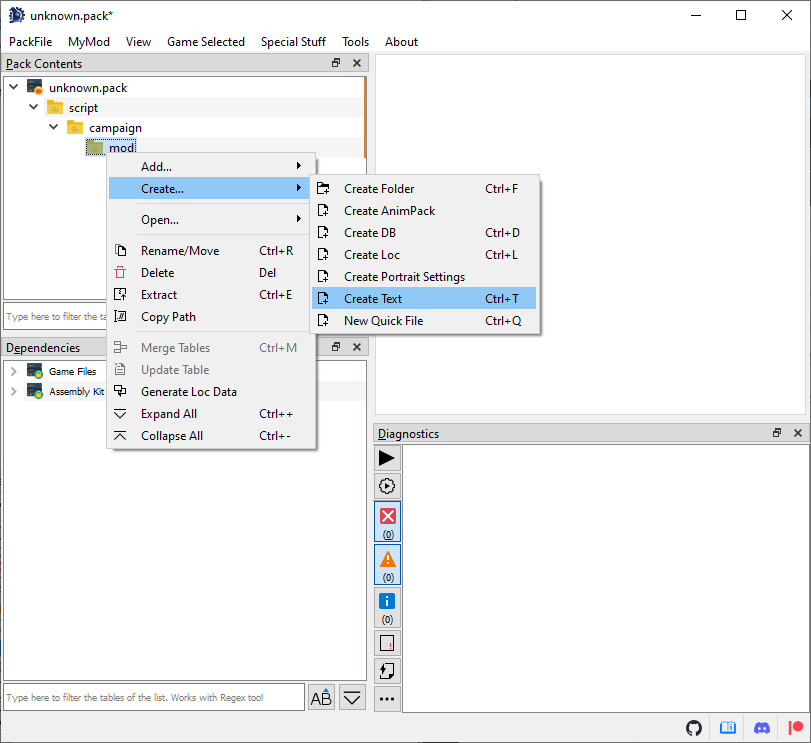 unknown.pack*
PackFile MyMod View Game Selected Special Stuff Tools About
Pack Contents
unknown.pack
script
campaign
mod
Add...
Create...
Open...
Rename/Move Ctrl+R
Delete Del
Extract Ctrl+E
Copy Path
Merge Tables Ctrl+M
Update Table
Generate Loc Data
Expand All Ctrl++
Collapse All Ctrl+-
Create Folder Ctrl+F
Create AnimPack
Create DB Ctrl+D
Create Loc Ctrl+L
Create Portrait Settings
Create Text Ctrl+T
New Quick File Ctrl+Q
Type here to filter the ta
Dependencies
Game Files
Assembly Kit
Type here to filter the tables of the list. Works with Regex too!
AB
Diagnostics
(0)
(0)
(0)